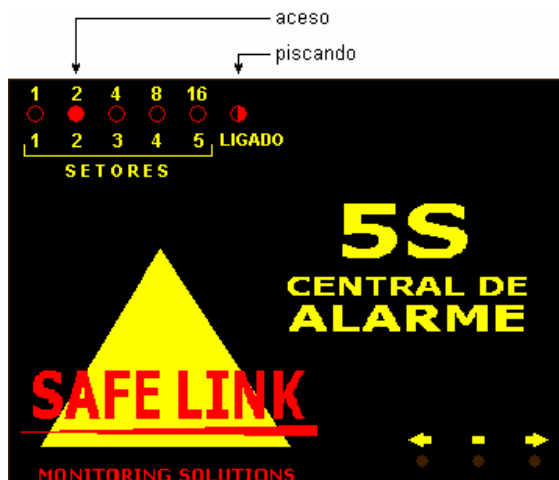 aceso
piscando
1 2 4 8 16
1 2 3 4 5 LIGADO
SETORES
5S
CENTRAL DE
ALARME
SAFE LINK
MONITORING SOLUTIONS